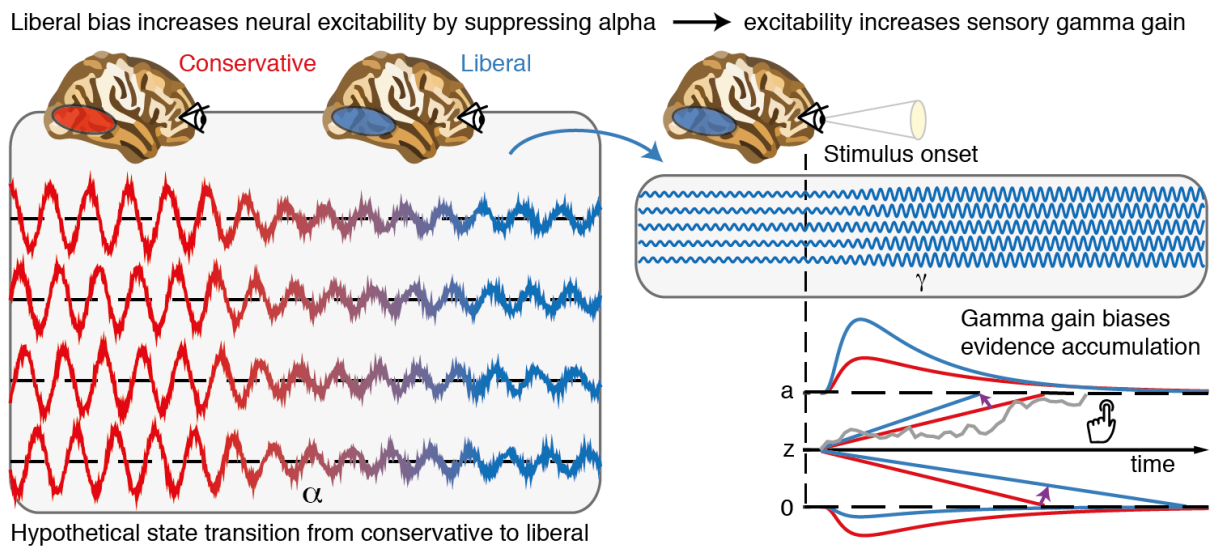 Liberal bias increases neural excitability by suppressing alpha → excitability increases sensory gamma gain
Conservative
Liberal
Stimulus onset
γ
α
Hypothetical state transition from conservative to liberal
Gamma gain biases
evidence accumulation
a
z
time
0